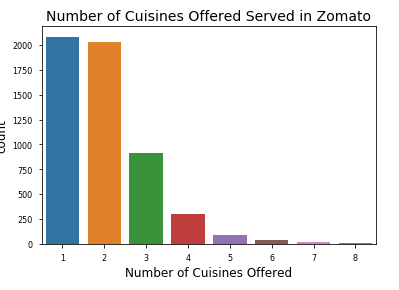 Number of Cuisines Offered Served in Zomato
2000
1750
1500
1250
1000
750
500
250
0
count
1 2 3 4 5 6 7 8
Number of Cuisines Offered